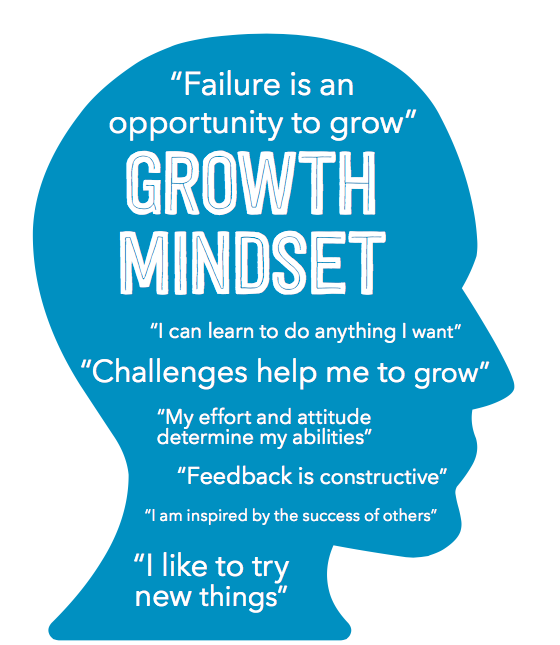 “Failure is an
opportunity to grow”
GROWTH
MINDSET
“I can learn to do anything I want”
“Challenges help me to grow”
“My effort and attitude
determine my abilities”
“Feedback is constructive”
“I am inspired by the success of others”
“I like to try
new things”